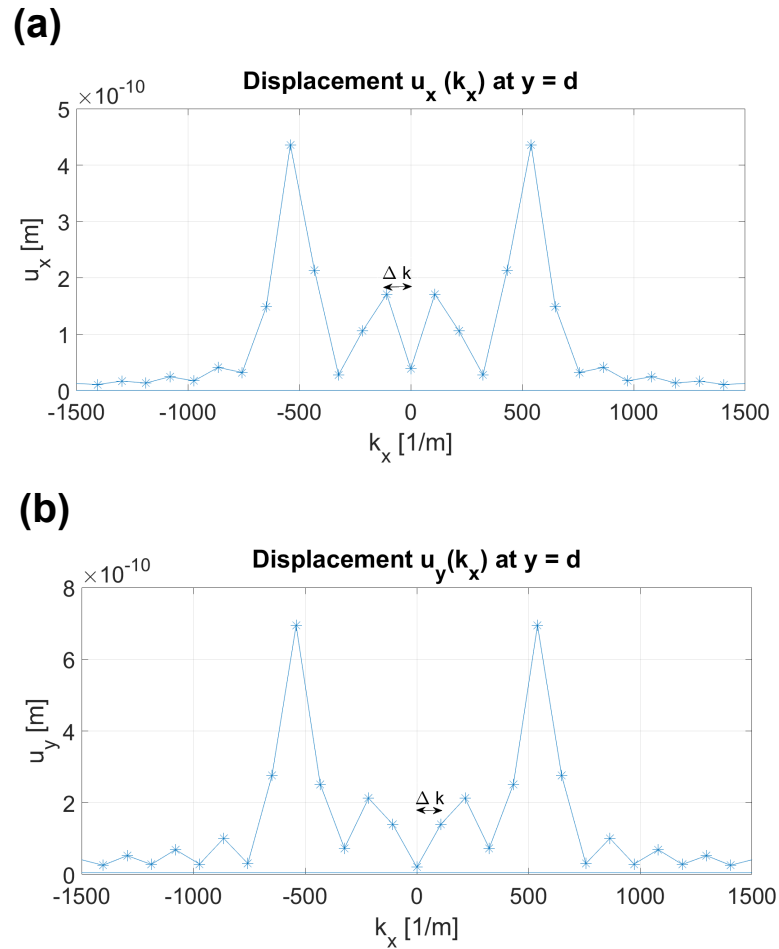 (a)
Displacement u_x (k_x) at y = d
×10^-10
5
4
3
2
1
0
u_x [m]
Δ k
-1500 -1000 -500 0 500 1000 1500
k_x [1/m]
(b)
Displacement u_y(k_x) at y = d
×10^-10
8
6
4
2
0
u_y [m]
Δ k
-1500 -1000 -500 0 500 1000 1500
k_x [1/m]